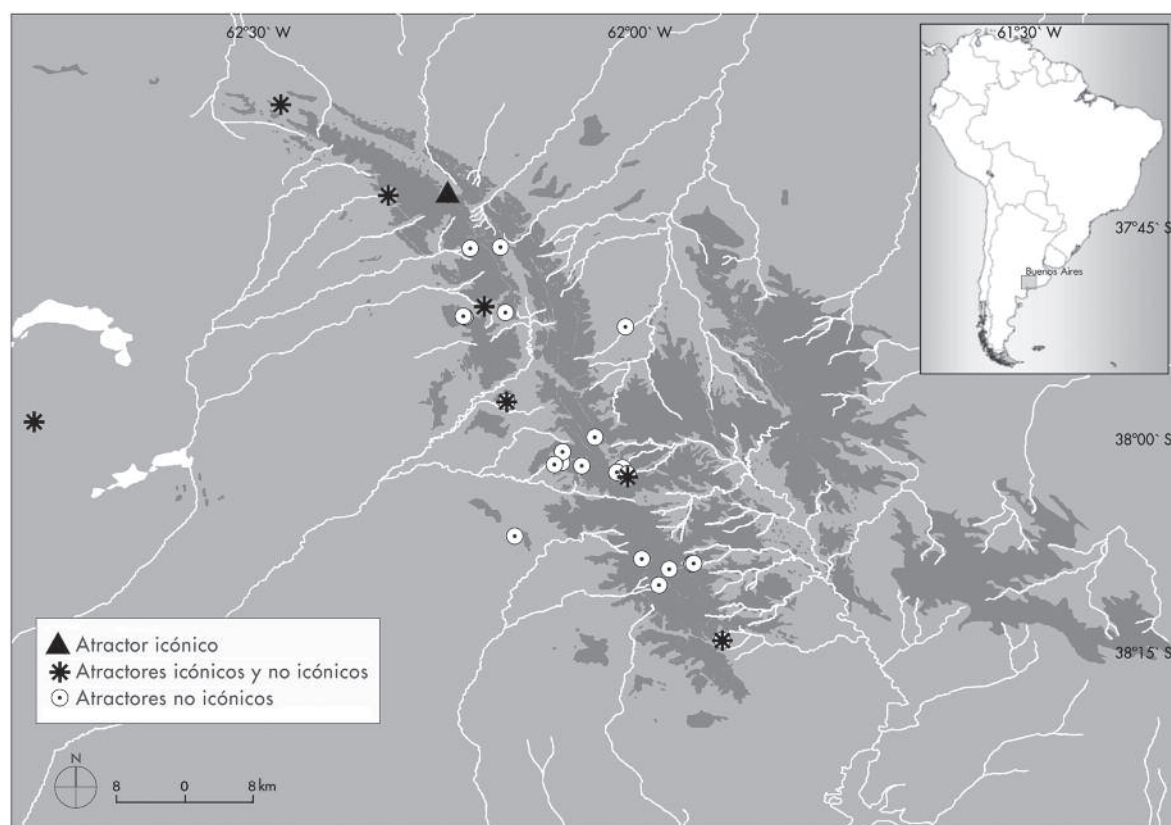 62°30` W
62°00` W
61°30` W
37°45` S
Buenos Aires
38°00` S
38°15` S
Atractor icónico
Atractores icónicos y no icónicos
Atractores no icónicos
N
8 0 8 km